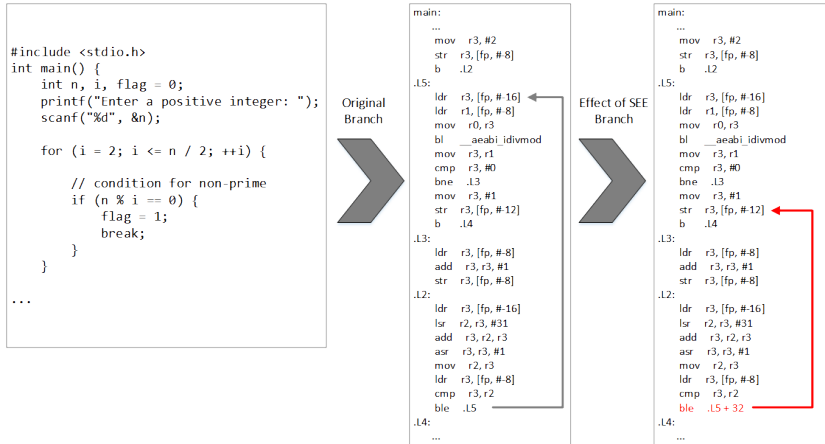 #include <stdio.h>
int main() {
int n, i, flag = 0;
printf("Enter a positive integer: ");
scanf("%d", &n);
for (i = 2; i <= n / 2; ++i) {
// condition for non-prime
if (n % i == 0) {
flag = 1;
break;
}
}
...
Original
Branch
main:
...
mov r3, #2
str r3, [fp, #-8]
b .L2
.L5:
ldr r3, [fp, #-16]
ldr r1, [fp, #-8]
mov r0, r3
bl __aeabi_idivmod
mov r3, r1
cmp r3, #0
bne .L3
mov r3, #1
str r3, [fp, #-12]
b .L4
.L3:
ldr r3, [fp, #-8]
add r3, r3, #1
str r3, [fp, #-8]
.L2:
ldr r3, [fp, #-16]
lsr r2, r3, #31
add r3, r2, r3
asr r3, r3, #1
mov r2, r3
ldr r3, [fp, #-8]
cmp r3, r2
ble .L5
.L4:
...
Effect of SEE
Branch
main:
...
mov r3, #2
str r3, [fp, #-8]
b .L2
.L5:
ldr r3, [fp, #-16]
ldr r1, [fp, #-8]
mov r0, r3
bl __aeabi_idivmod
mov r3, r1
cmp r3, #0
bne .L3
mov r3, #1
str r3, [fp, #-12]
b .L4
.L3:
ldr r3, [fp, #-8]
add r3, r3, #1
str r3, [fp, #-8]
.L2:
ldr r3, [fp, #-16]
lsr r2, r3, #31
add r3, r2, r3
asr r3, r3, #1
mov r2, r3
ldr r3, [fp, #-8]
cmp r3, r2
ble .L5 + 32
.L4:
...